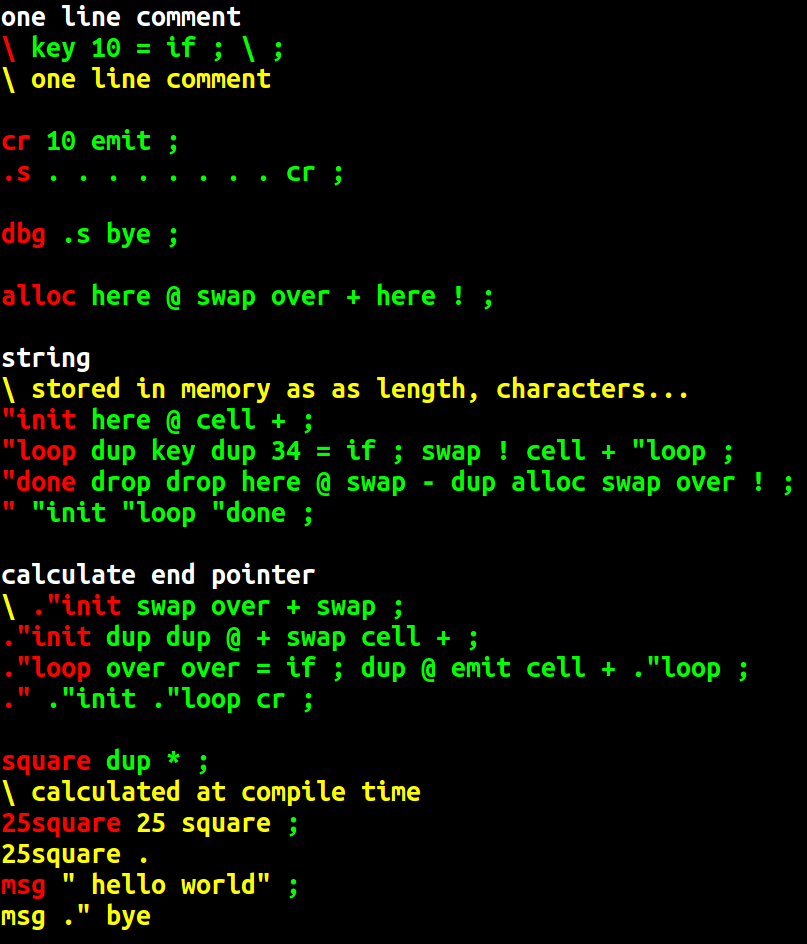 one line comment
\ key 10 = if ; \ ;
\ one line comment
cr 10 emit ;
.s . . . . . . . . cr ;
dbg .s bye ;
alloc here @ swap over + here ! ;
string
\ stored in memory as as length, characters...
"init here @ cell + ;
"loop dup key dup 34 = if ; swap ! cell + "loop ;
"done drop drop here @ swap - dup alloc swap over ! ;
" "init "loop "done ;
calculate end pointer
\ ."init swap over + swap ;
."init dup dup @ + swap cell + ;
."loop over over = if ; dup @ emit cell + ."loop ;
." ."init ."loop cr ;
square dup * ;
\ calculated at compile time
25square 25 square ;
25square .
msg " hello world" ;
msg ." bye